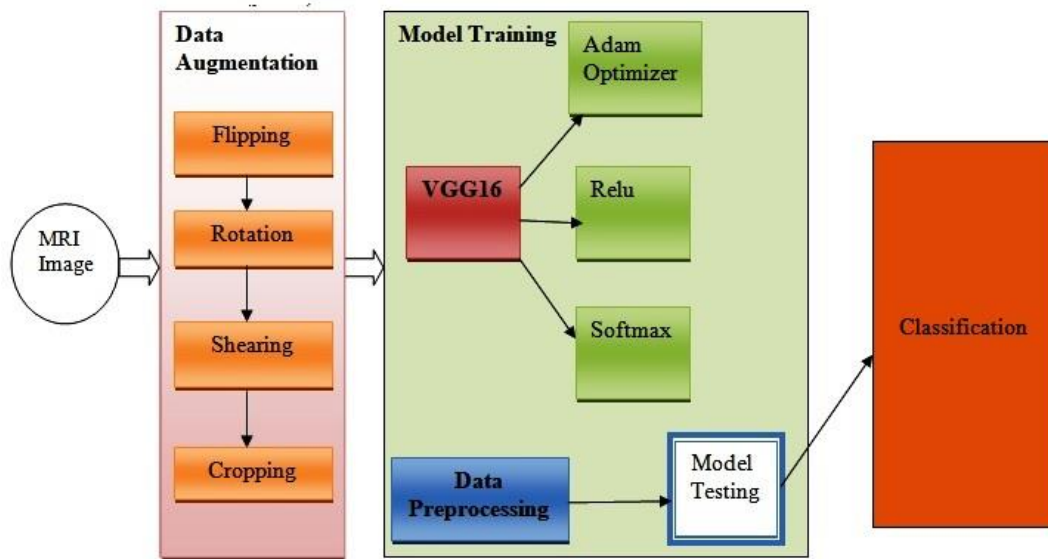 Data
Augmentation
Flipping
Rotation
Shearing
Cropping
MRI
Image
Model Training
Adam
Optimizer
VGG16
Relu
Softmax
Data
Preprocessing
Model
Testing
Classification